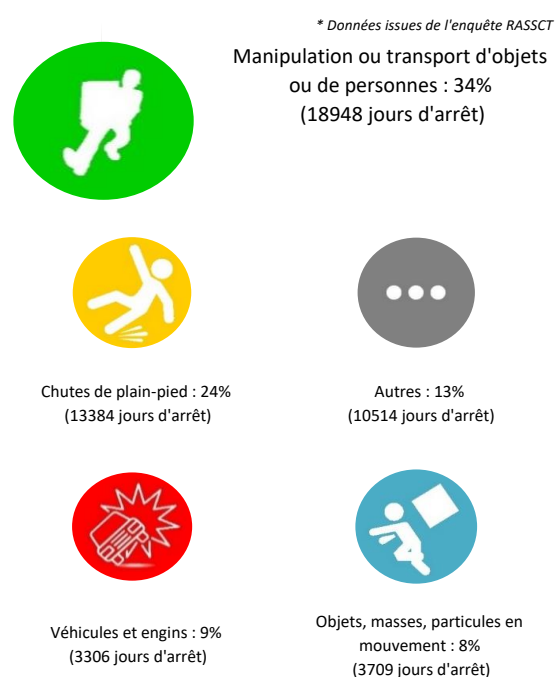 * Données issues de l'enquête RASSCT
Manipulation ou transport d'objets
ou de personnes : 34%
(18948 jours d'arrêt)
Chutes de plain-pied : 24%
(13384 jours d'arrêt)
Autres : 13%
(10514 jours d'arrêt)
Véhicules et engins : 9%
(3306 jours d'arrêt)
Objets, masses, particules en
mouvement : 8%
(3709 jours d'arrêt)